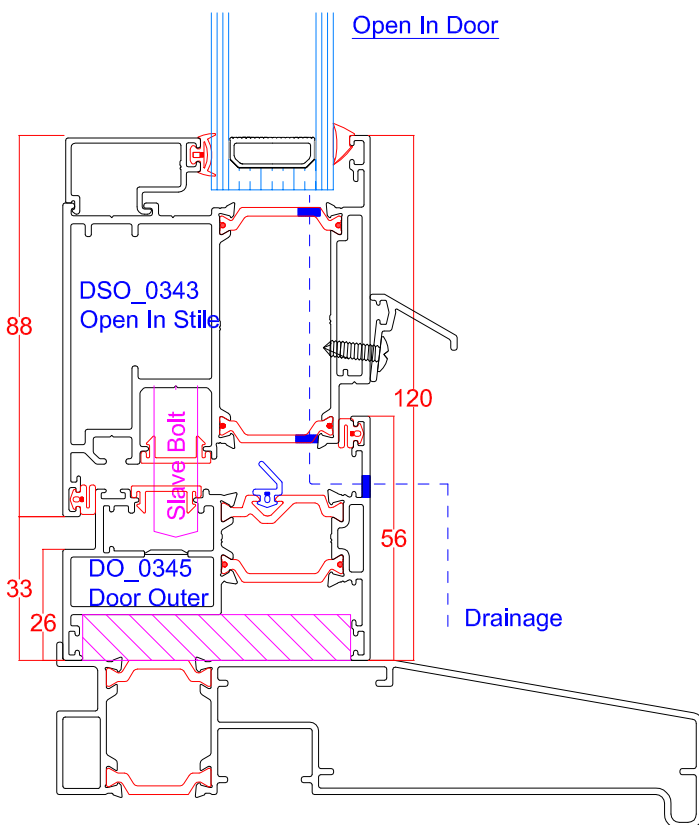 Open In Door
DSO_0343
Open In Stile
88
120
Slave Bolt
56
DO_0345
Door Outer
33
26
Drainage